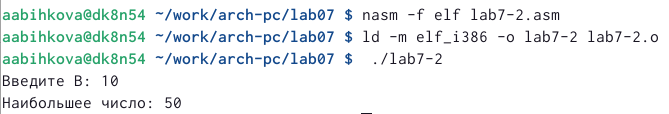 aabihkova@dk8n54 ~/work/arch-pc/lab07 $ nasm -f elf lab7-2.asm
aabihkova@dk8n54 ~/work/arch-pc/lab07 $ ld -m elf_i386 -o lab7-2 lab7-2.o
aabihkova@dk8n54 ~/work/arch-pc/lab07 $  ./lab7-2
Введите В: 10
Наибольшее число: 50